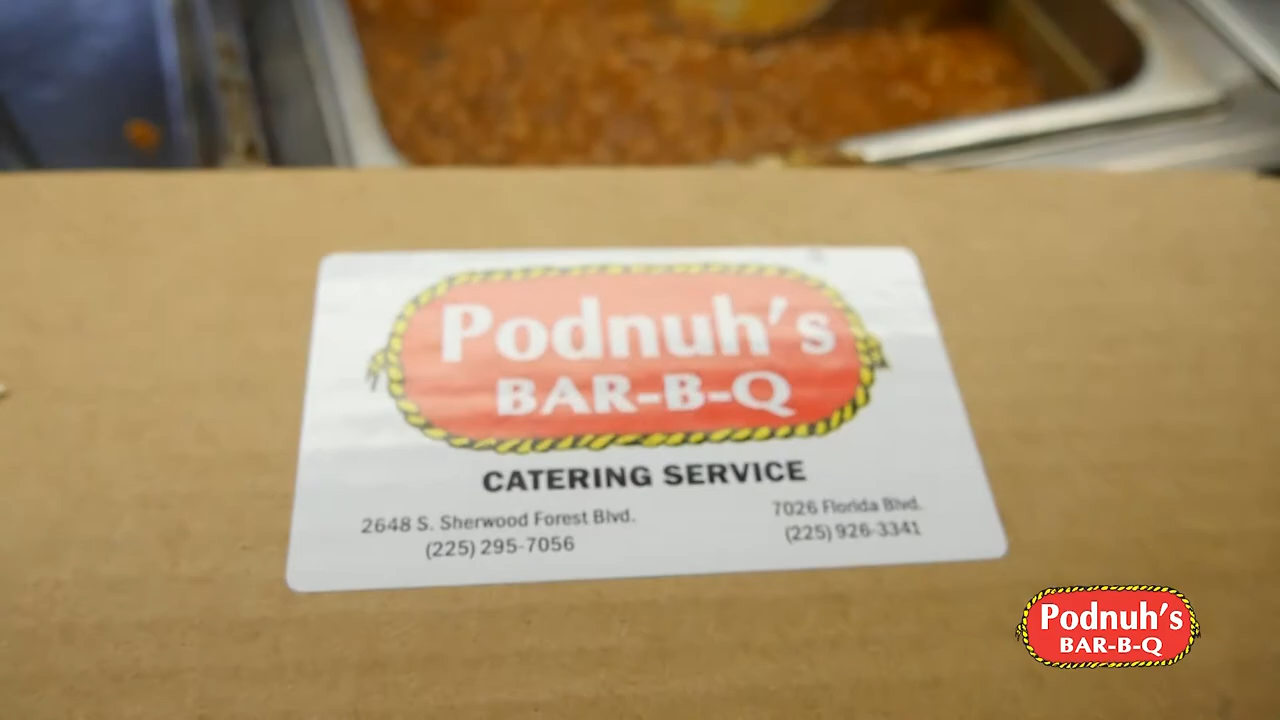 Podnuh's
BAR-B-Q
CATERING SERVICE
2648 S. Sherwood Forest Blvd.
(225) 295-7056
7026 Florida Blvd.
(225) 926-3341
Podnuh's
BAR-B-Q